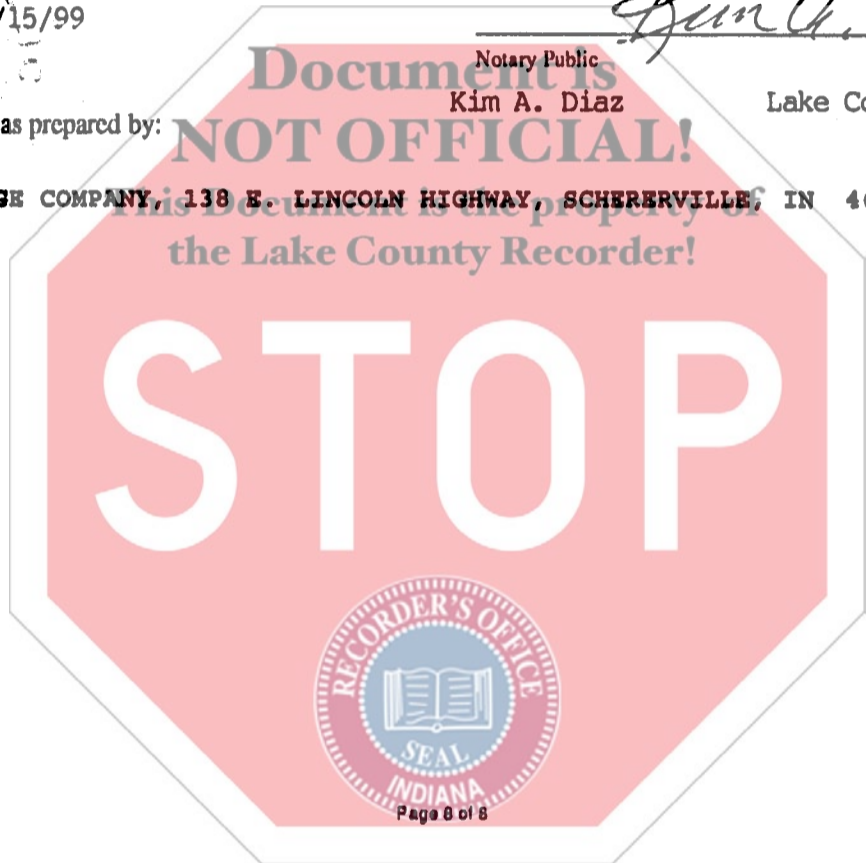 /15/99
Kim A.
Notary Public
Kim A. Diaz Lake Co
as prepared by:
GE COMPANY, 138 E. LINCOLN HIGHWAY, SCHERERVILLE, IN 4
Document is
NOT OFFICIAL!
This Document is the property of
the Lake County Recorder!
STOP
RECORDER'S OFFICE
SEAL
INDIANA
Page 8 of 8